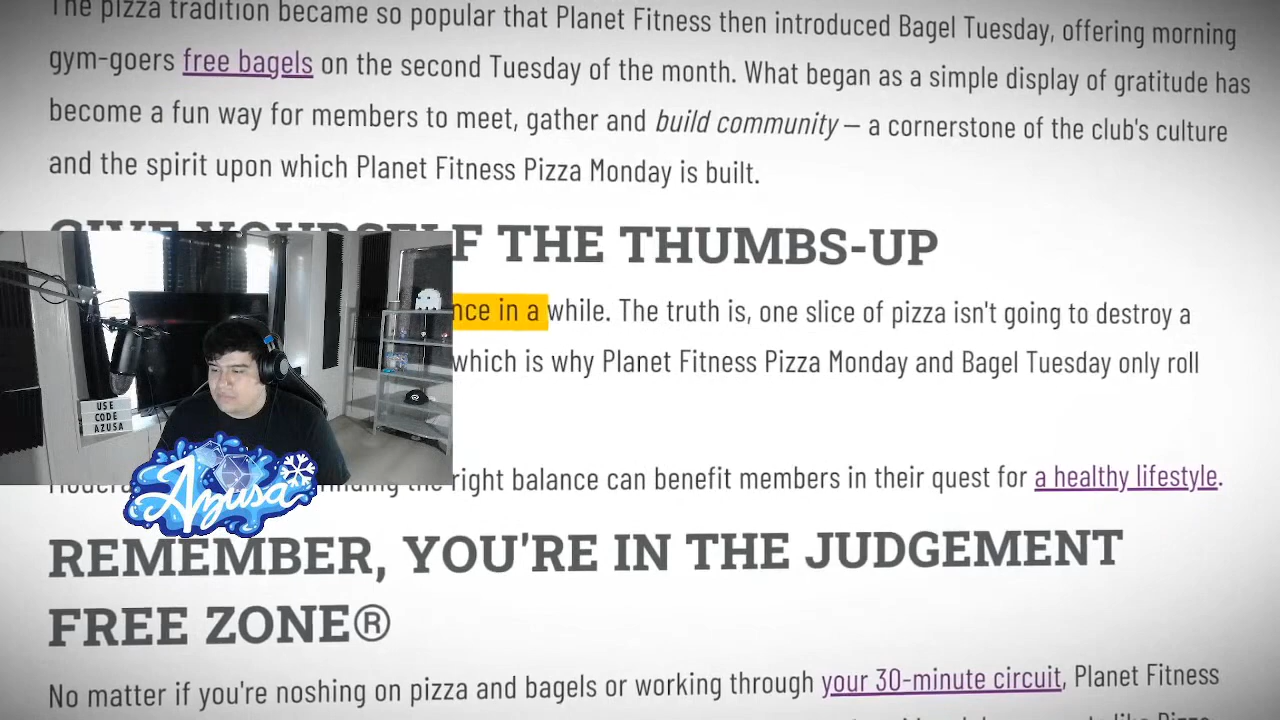 The pizza tradition became so popular that Planet Fitness then introduced Bagel Tuesday, offering morning
gym-goers free bagels on the second Tuesday of the month. What began as a simple display of gratitude has
become a fun way for members to meet, gather and build community – a cornerstone of the club's culture
and the spirit upon which Planet Fitness Pizza Monday is built.
GIVE YOURSELF THE THUMBS-UP
nce in a while. The truth is, one slice of pizza isn't going to destroy a
which is why Planet Fitness Pizza Monday and Bagel Tuesday only roll
USE
CODE
AZUSA
Azusa
right balance can benefit members in their quest for a healthy lifestyle.
REMEMBER, YOU'RE IN THE JUDGEMENT
FREE ZONE®
No matter if you're noshing on pizza and bagels or working through your 30-minute circuit, Planet Fitness